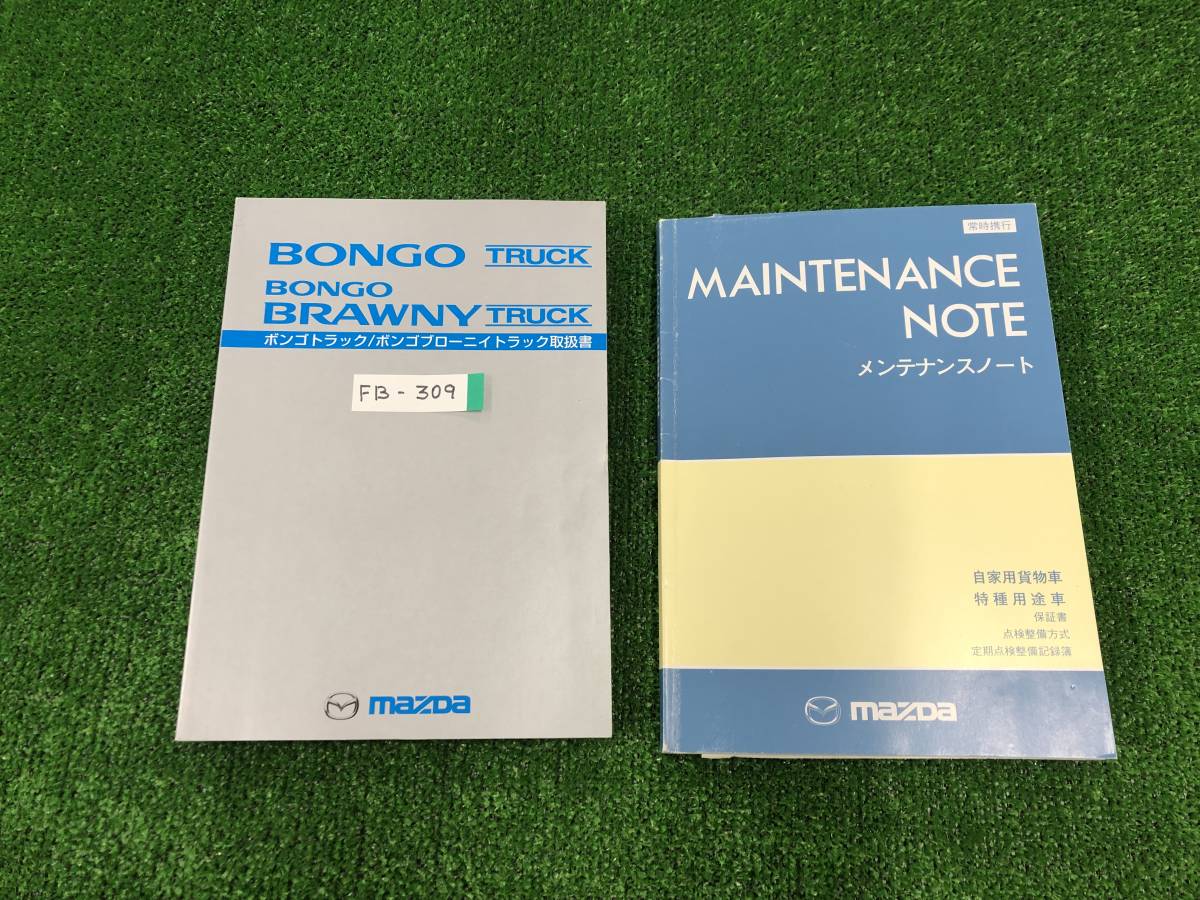 BONGO TRUCK
BONGO
BRAWNY TRUCK
ボンゴトラック/ボンゴブローニイトラック取扱書
FB-309
mazda
常時携行
MAINTENANCE
NOTE
メンテナンスノート
自家用貨物車
特種用途車
保証書
点検整備方式
定期点検整備記録簿
mazda